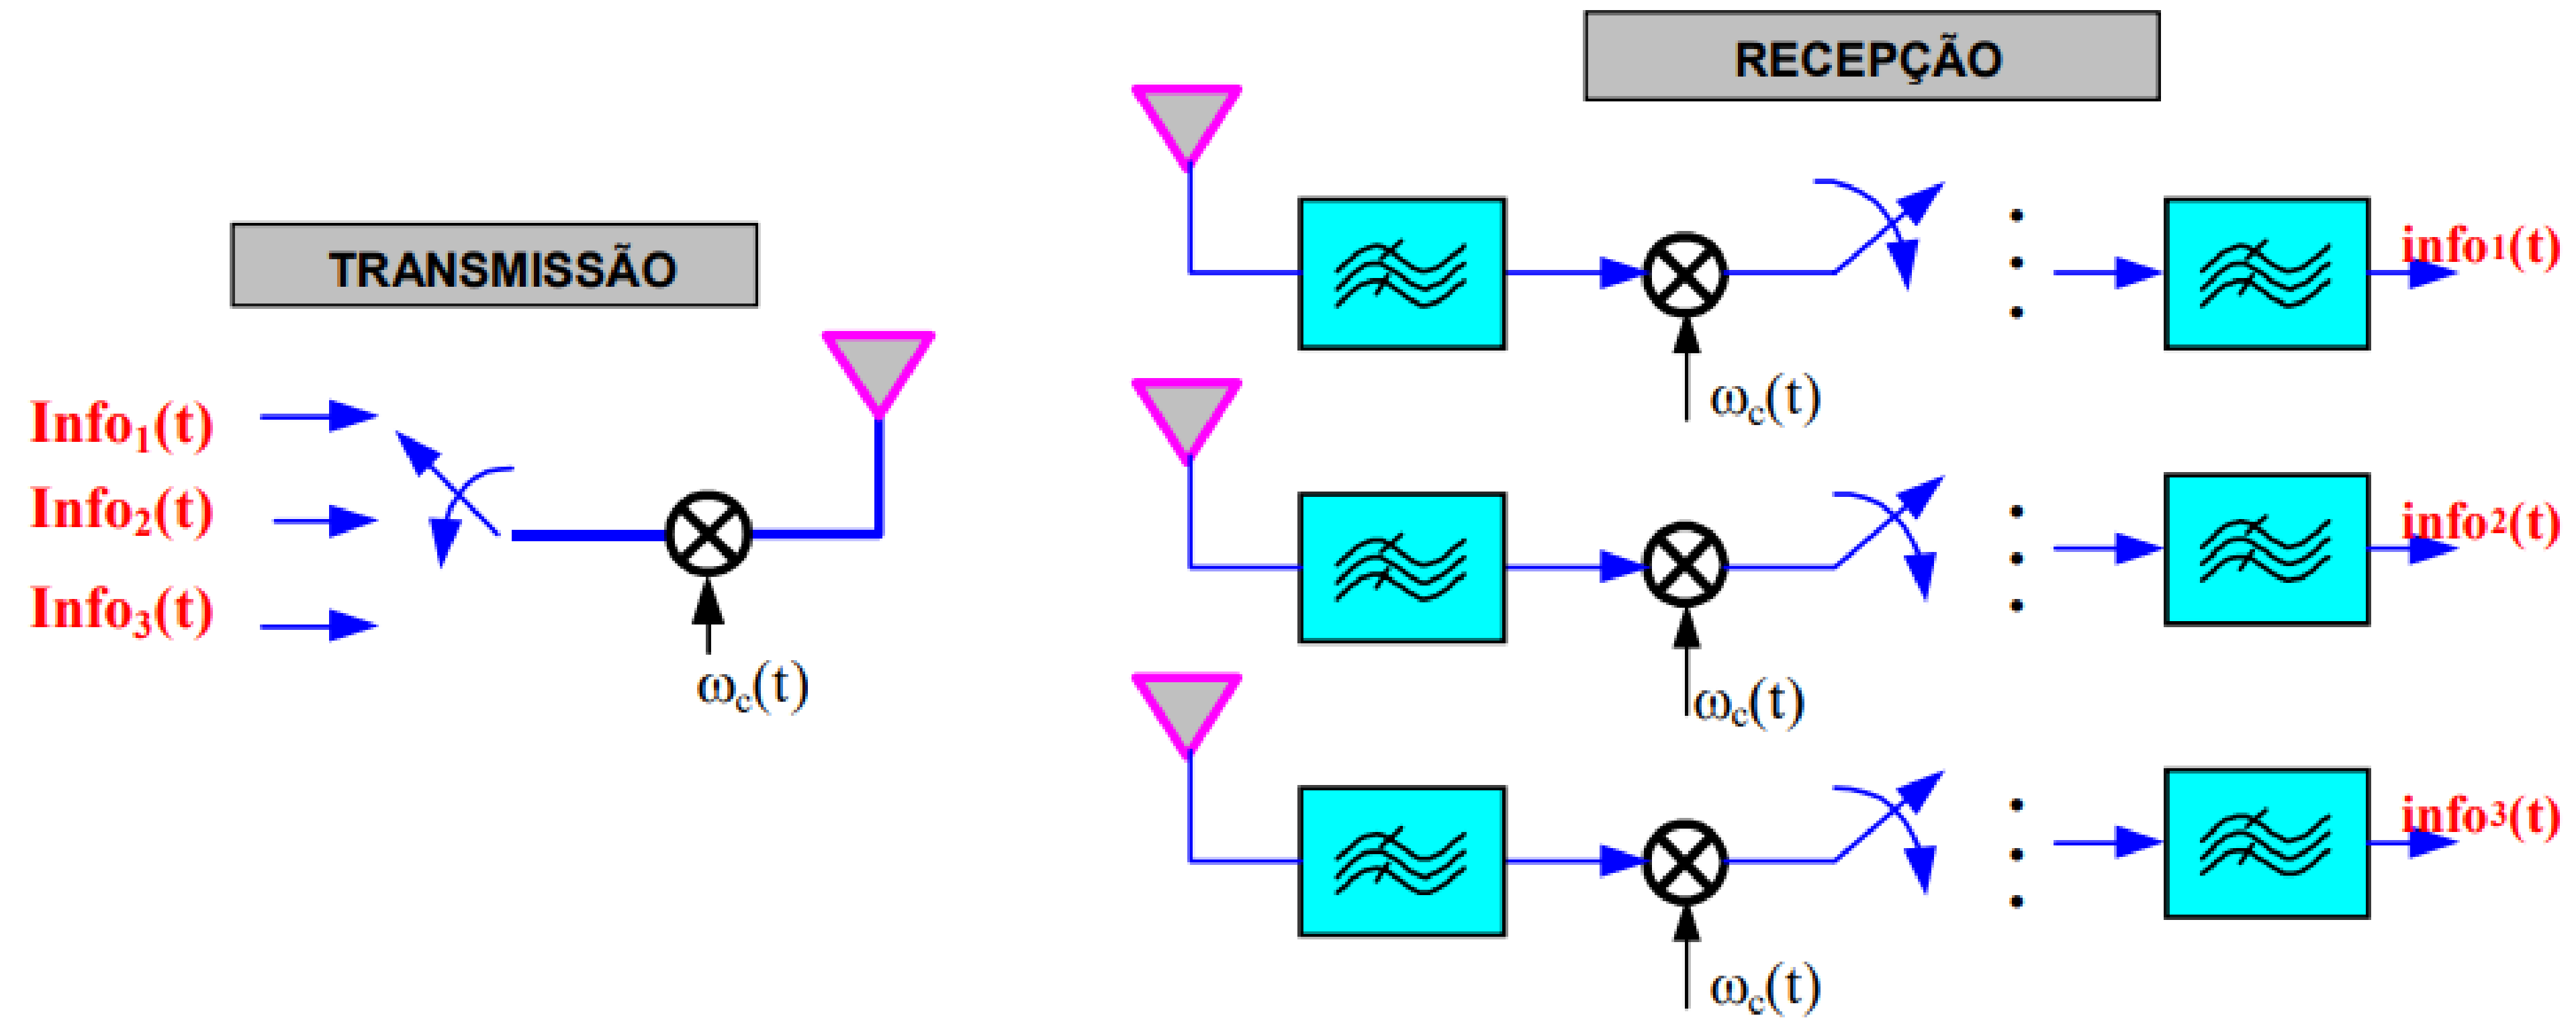 TRANSMISSÃO
Info1(t)
Info2(t)
Info3(t)
ωc(t)
RECEPÇÃO
info1(t)
ωc(t)
info2(t)
ωc(t)
info3(t)
ωc(t)